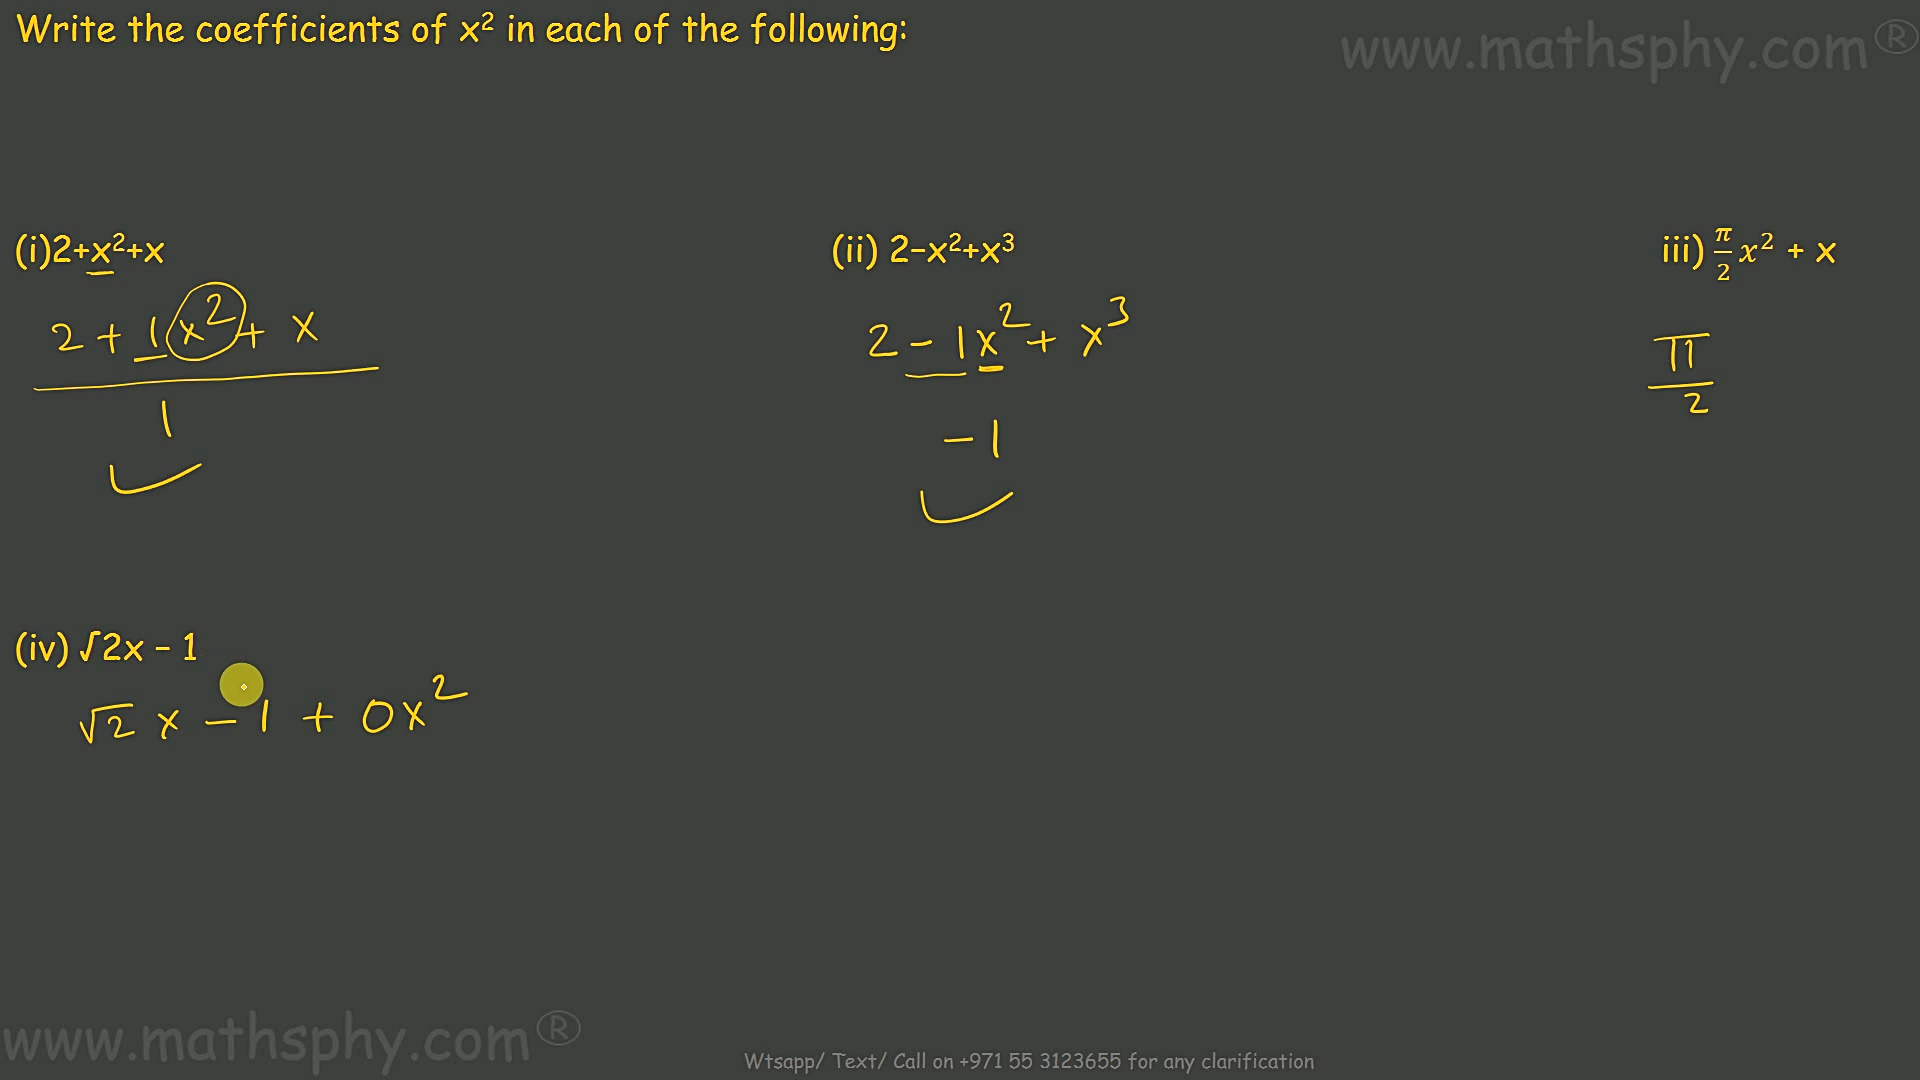 Write the coefficients of x² in each of the following:
www.mathsphy.com®
(i)2+x²+x
(ii) 2-x²+x³
iii) π/2 x² + x
2 + 1x² + x
1
2 - 1x² + x³
-1
π/2
(iv) √2x – 1
√2 x - 1 + 0x²
www.mathsphy.com®
Wtsapp/ Text/ Call on +971 55 3123655 for any clarification